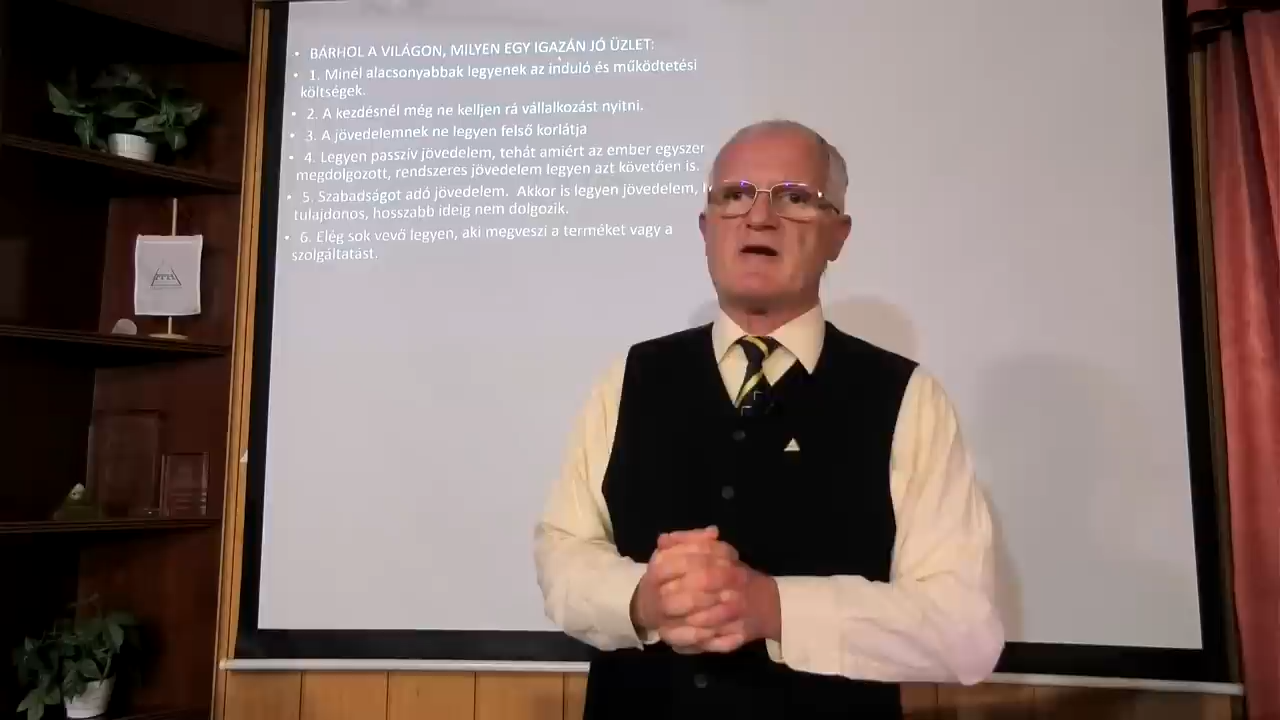 • BÁRHOL A VILÁGON, MILYEN EGY IGAZÁN JÓ ÜZLET:
• 1. Minél alacsonyabbak legyenek az induló és működtetési
költségek.
• 2. A kezdésnél még ne kelljen rá vállalkozást nyitni.
• 3. A jövedelemnek ne legyen felső korlátja
• 4. Legyen passzív jövedelem, tehát amiért az ember egyszer
megdolgozott, rendszeres jövedelem legyen azt követően is.
• 5. Szabadságot adó jövedelem. Akkor is legyen jövedelem,
tulajdonos, hosszabb ideig nem dolgozik.
• 6. Elég sok vevő legyen, aki megveszi a terméket vagy a
szolgáltatást.